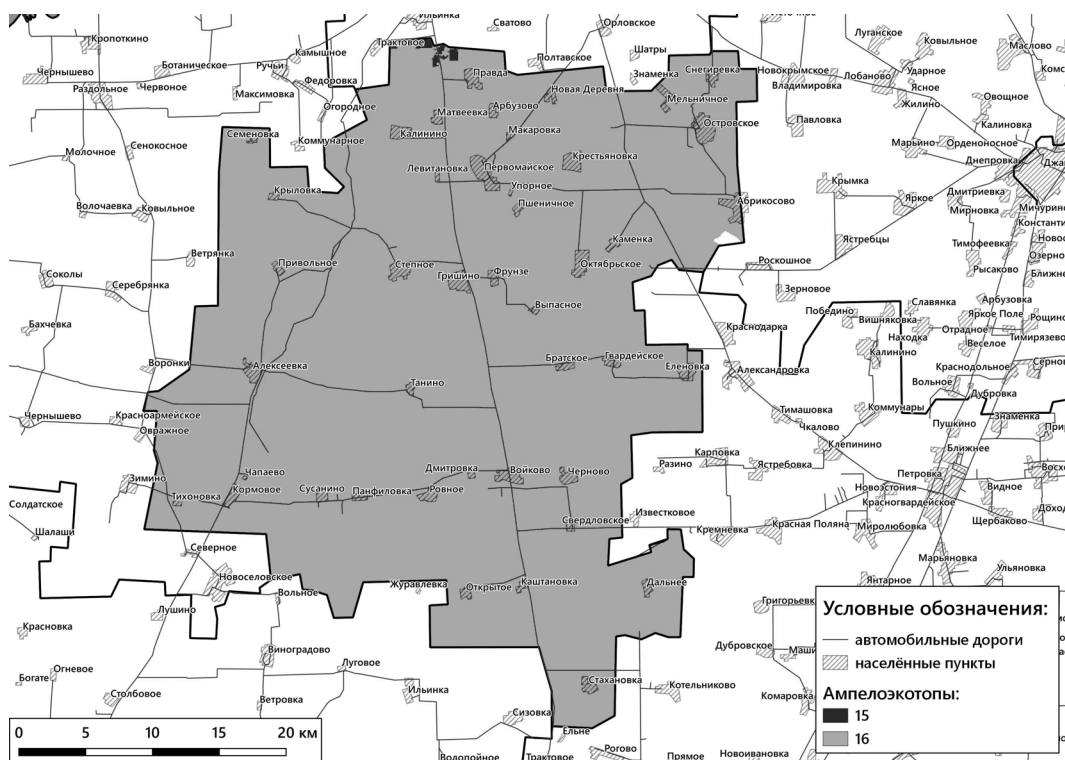 Ильинка
Сватово
Орловское
Кропоткино
Трактовое
Камышное
Луганское
Ковыльное
Маслово
Чернышево
Ботаническое
Ручьи
Полтавское
Шатры
Снегиревка
Новокрымское
Лобаново
Ударное
Раздольное
Червоное
Федоровка
Правда
Знаменка
Владимировка
Ясное
Максимовка
Новая Деревня
Мельничное
Жилино
Овощное
Огородное
Матвеевка
Арбузово
Островское
Павловка
Калиновка
Семеновка
Калинино
Макаровка
Сенокосное
Коммунарное
Марьино
Орденоносное
Молочное
Крестьяновка
Днепровка
Левитановка
Первомайское
Крымка
Дмитриевка
Крыловка
Упорное
Абрикосово
Яркое
Мичурино
Волочаевка
Ковыльное
Пшеничное
Мирновка
Каменка
Ястребцы
Тимофеевка
Ветрянка
Привольное
Степное
Октябрьское
Роскошное
Рысаково
Соколы
Гришино
Фрунзе
Серебрянка
Зерновое
Арбузовка
Выпасное
Победино
Славянка
Бахчевка
Краснодарка
Вишняковка
Яркое Поле
Рощино
Находка
Отрадное
Тимирязево
Воронки
Братское
Гвардейское
Калинино
Веселое
Алексеевка
Еленовка
Александровка
Краснодольное
Танино
Вольное
Дубровка
Чернышево
Красноармейское
Тимашовка
Коммунары
Знаменка
Овражное
Чкалово
Пушкино
Клепинино
Ближнее
Карповка
Зимино
Чапаево
Дмитровка
Войково
Черново
Разино
Ястребовка
Петровка
Тихоновка
Кормовое
Сусанино
Панфиловка
Ровное
Новоэстония
Видное
Солдатское
Красногвардейское
Свердловское
Известковое
Красная Поляна
Щербаково
Шалаши
Кремневка
Миролюбовка
Северное
Марьяновка
Новоселовское
Журавлевка
Открытое
Каштановка
Дальнее
Янтарное
Ульяновка
Вольное
Григорьевка
Лушино
Красновка
Виноградово
Дубровское
Огневое
Луговое
Богате
Столбовое
Ильинка
Стахановка
Котельниково
Комаровка
Ветровка
Сизовка
Ёльне
Водопойное
Трактовое
Рогово
Прямое
Новоивановка
Условные обозначения:
автомобильные дороги
населённые пункты
Ампелоэкотопы:
15
16
0 5 10 15 20 км